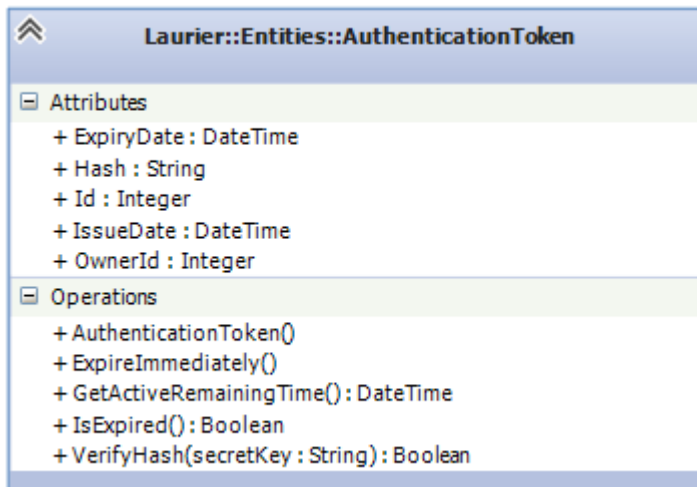 Laurier::Entities::AuthenticationToken
Attributes
+ ExpiryDate : DateTime
+ Hash : String
+ Id : Integer
+ IssueDate : DateTime
+ OwnerId : Integer
Operations
+ AuthenticationToken()
+ ExpireImmediately()
+ GetActiveRemainingTime() : DateTime
+ IsExpired() : Boolean
+ VerifyHash(secretKey : String) : Boolean